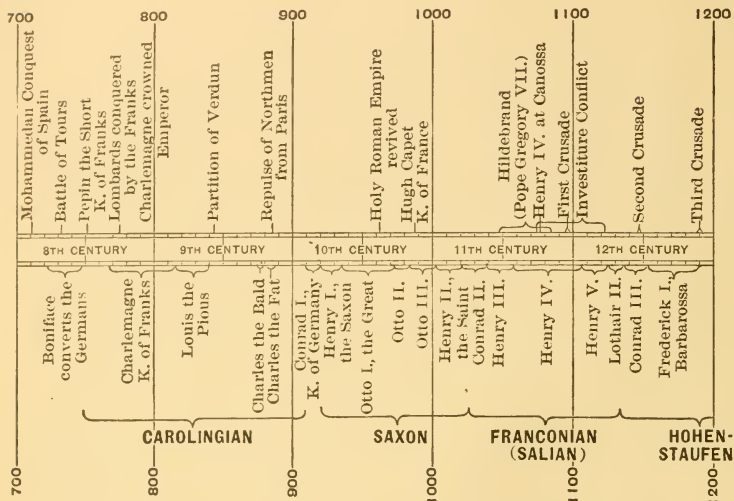 700
800
900
1000
1100
1200
Mohammedan Conquest
of Spain
Battle of Tours
Pepin the Short
K. of Franks
Lombards conquered
by the Franks
Charlemagne crowned
Emperor
Partition of Verdun
Repulse of Northmen
from Paris
Holy Roman Empire
revived
Hugh Capet
K. of France
Hildebrand
(Pope Gregory VII.)
Henry IV. at Canossa
First Crusade
Investiture Conflict
Second Crusade
Third Crusade
8TH CENTURY
9TH CENTURY
10TH CENTURY
11TH CENTURY
12TH CENTURY
Boniface
converts the
Germans
Charlemagne
K. of Franks
Louis the
Pious
Charles the Bald
Charles the Fat
Conrad I.,
K. of Germany
Henry I.,
the Saxon
Otto I., the Great
Otto II.
Otto III.
Henry II.,
the Saint
Conrad II.
Henry III.
Henry IV.
Henry V.
Lothair II.
Conrad III.
Frederick I.,
Barbarossa
CAROLINGIAN
SAXON
FRANCONIAN
(SALIAN)
HOHEN-
STAUFEN
700
800
900
1000
1100
1200